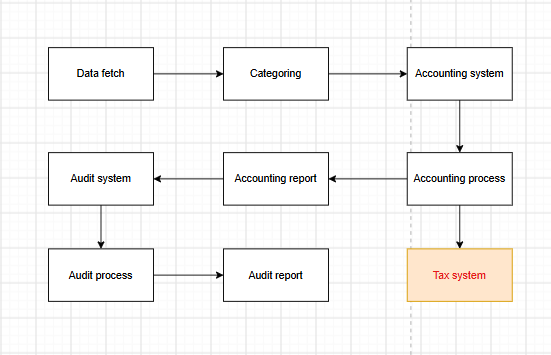 Data fetch
Categoring
Accounting system
Audit system
Accounting report
Accounting process
Audit process
Audit report
Tax system